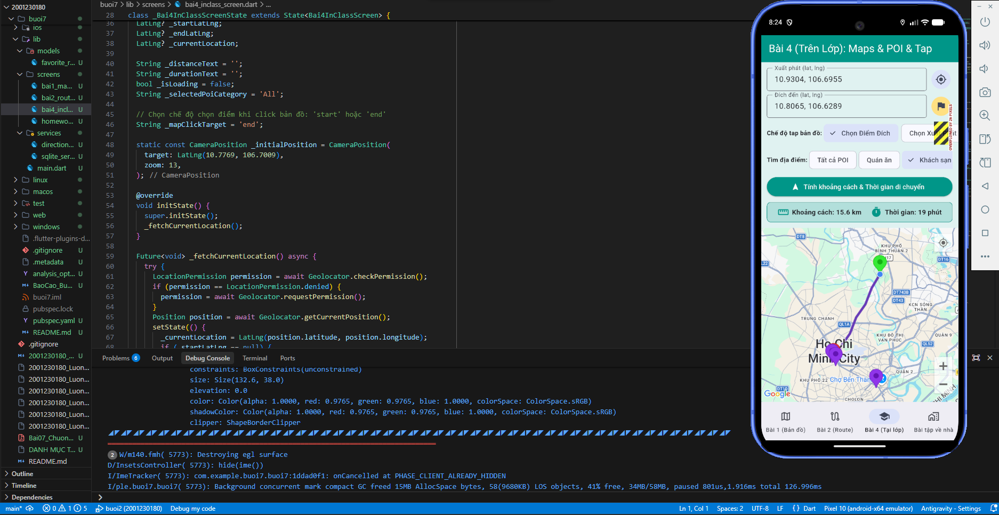 2001230180
buoi7
ios
lib
models
favorite_r... U
screens
bai1_ma... U
bai2_rout... U
bai4_incl... U
homewo... U
services
direction... U
sqlite_ser... U
main.dart U
linux
macos
test
web
windows
.flutter-plugins-d...
.gitignore U
.metadata U
analysis_opt... U
BaoCao_Bu... U
buoi7.iml
pubspec.lock
pubspec.yaml U
README.md U
.gitignore
2001230180_... U
2001230180_Luon...
2001230180_Luon...
2001230180_Luon...
2001230180_Luon...
2001230180_Luon...
2001230180_Luon...
Bai07_Chuon... U
DANH MỤC T... U
README.md
Outline
Timeline
Dependencies
buoi7 > lib > screens > bai4_inclass_screen.dart > ...
28 class _Bai4InClassScreenState extends State<Bai4InClassScreen> {
36 LatLng? _startLatLng;
37 LatLng? _endLatLng;
38 LatLng? _currentLocation;
39
40 String _distanceText = '';
41 String _durationText = '';
42 bool _isLoading = false;
43 String _selectedPoiCategory = 'All';
44
45 // Chọn chế độ chọn điểm khi click bản đồ: 'start' hoặc 'end'
46 String _mapClickTarget = 'end';
47
48 static const CameraPosition _initialPosition = CameraPosition(
49 target: LatLng(10.7769, 106.7009),
50 zoom: 13,
51 ); // CameraPosition
52
53 @override
54 void initState() {
55 super.initState();
56 _fetchCurrentLocation();
57 }
58
59 Future<void> _fetchCurrentLocation() async {
60 try {
61 LocationPermission permission = await Geolocator.checkPermission();
62 if (permission == LocationPermission.denied) {
63 permission = await Geolocator.requestPermission();
64 }
65 Position position = await Geolocator.getCurrentPosition();
66 setState(() {
67 _currentLocation = LatLng(position.latitude, position.longitude);
68 if (_startLatLng == null) {
Problems 6 Output Debug Console Terminal Ports
constraints: BoxConstraints(unconstrained)
size: Size(132.6, 38.0)
elevation: 0.0
color: Color(alpha: 1.0000, red: 0.9765, green: 0.9765, blue: 1.0000, colorSpace: ColorSpace.sRGB)
shadowColor: Color(alpha: 1.0000, red: 0.9765, green: 0.9765, blue: 1.0000, colorSpace: ColorSpace.sRGB)
clipper: ShapeBorderClipper
2 W/m140.fmh( 5773): Destroying egl surface
D/InsetsController( 5773): hide(ime())
I/ImeTracker( 5773): com.example.buoi7.buoi7:1ddad0f1: onCancelled at PHASE_CLIENT_ALREADY_HIDDEN
I/ple.buoi7.buoi7( 5773): Background concurrent mark compact GC freed 15MB AllocSpace bytes, 58(9680KB) LOS objects, 41% free, 34MB/58MB, paused 801us,1.916ms total 126.996ms
main* 0 1 5 buoi2 (2001230180) Debug my code Ln 1, Col 1 Spaces: 2 UTF-8 LF {} Dart Pixel 10 (android-x64 emulator) Antigravity - Settings
8:24
Bài 4 (Trên Lớp): Maps & POI & Tap
Xuất phát (lat, lng)
10.9304, 106.6955
Đích đến (lat, lng)
10.8065, 106.6289
OVERFLOWED BY 26 PIXELS
Chế độ tap bản đồ: Chọn Điểm Đích Chọn
Tìm địa điểm: Tất cả POI Quán ăn Khách sạn
Tính khoảng cách & Thời gian di chuyển
Khoảng cách: 15.6 km Thời gian: 19 phút
DT8
KHU PHỐ
BÌNH THUẬN 2
H17
DT16
L22
DT743B
DT43
KCN SÓNG
THẦN
TRUNG CHANH
QL1A
KHU ĐÔ THỊ
VẠN PHÚC
QUẬN 9
QL52
Ho Chi
Minh City
QUẬN 2
KHU PHỐ 22
Chợ Bến Thàn
DT10
Google
CHOLON
PHÚ MINH
Bài 1 (Bản đồ) Bài 2 (Route) Bài 4 (Tại lớp) Bài tập về nhà